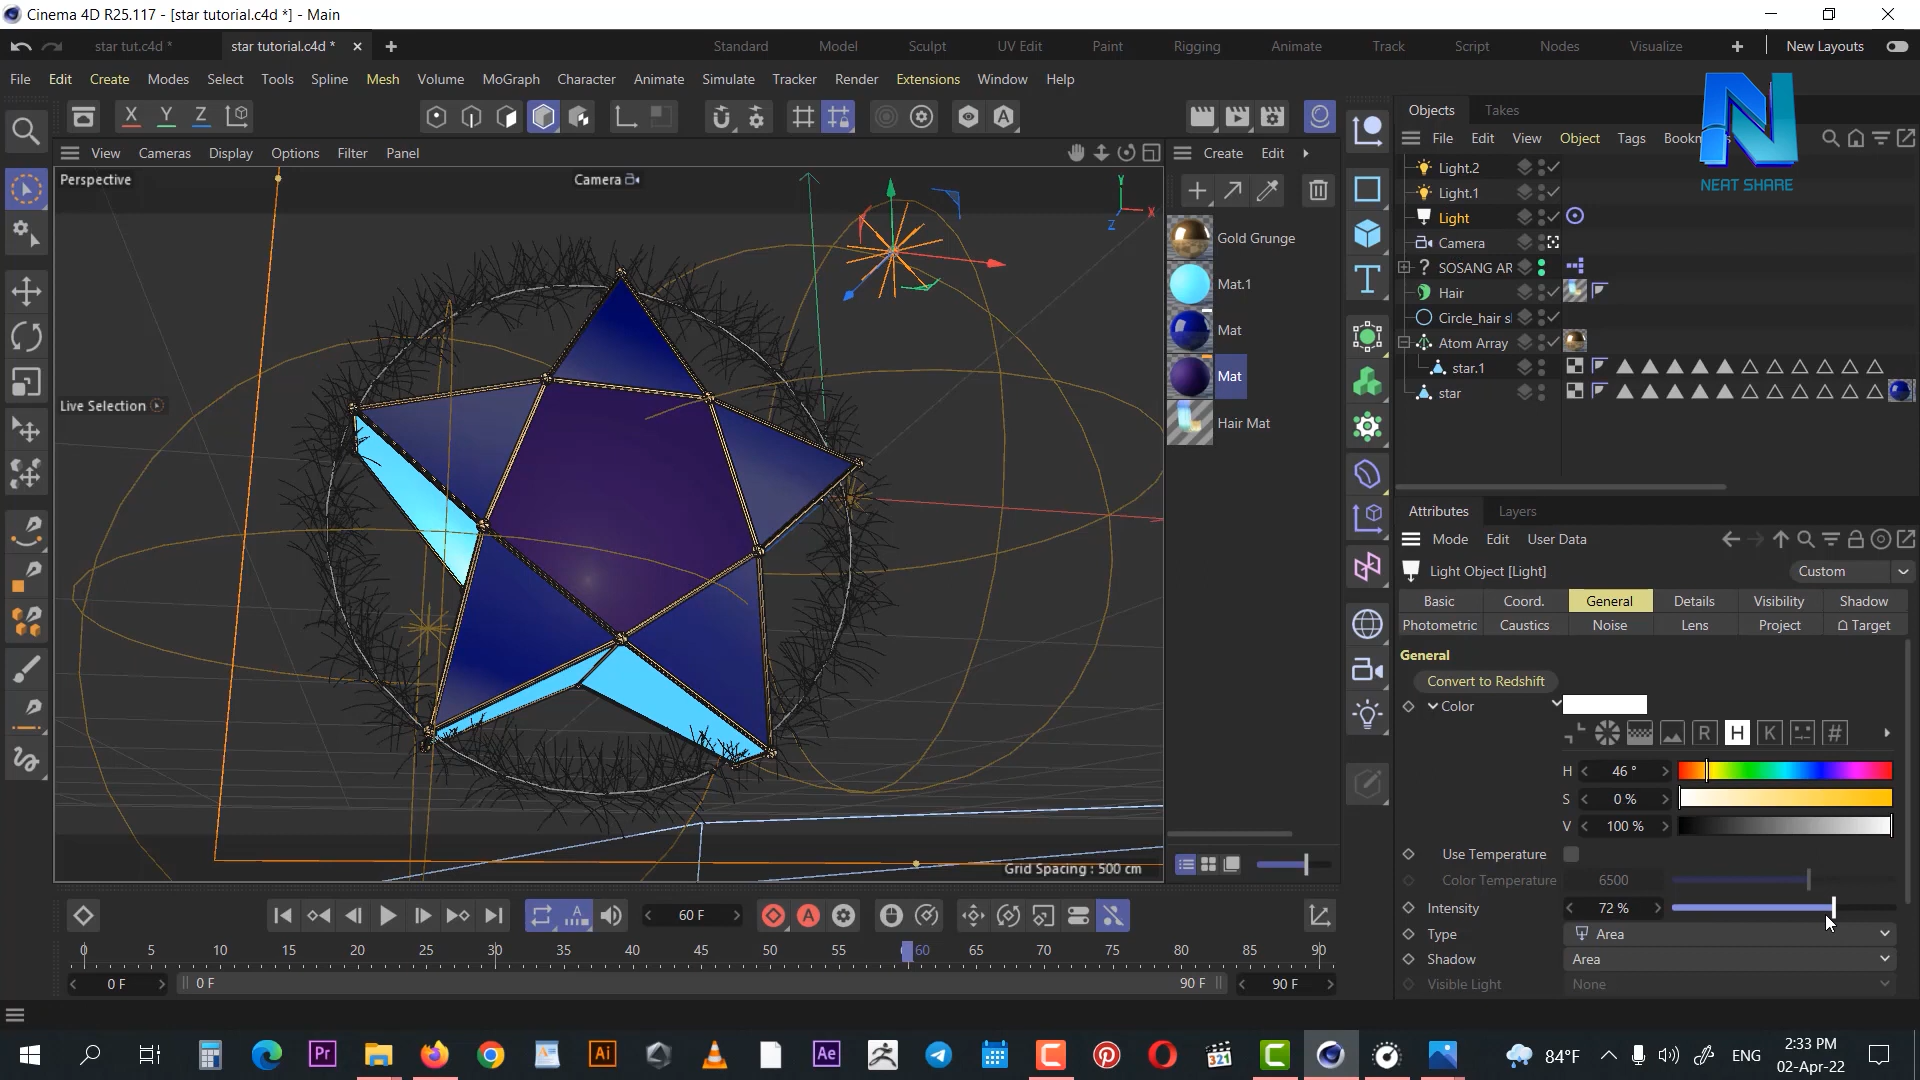 Cinema 4D R25.117 - [star tutorial.c4d *] - Main
star tut.c4d *
star tutorial.c4d *
Standard Model Sculpt UV Edit Paint Rigging Animate Track Script Nodes Visualize New Layouts
File Edit Create Modes Select Tools Spline Mesh Volume MoGraph Character Animate Simulate Tracker Render Extensions Window Help
X Y Z
NEAT SHARE
View Cameras Display Options Filter Panel
Perspective
Camera
Y
X
Z
Live Selection
Grid Spacing : 500 cm
Create Edit
Gold Grunge
Mat.1
Mat
Mat
Hair Mat
Objects Takes
File Edit View Object Tags
Light.2
Light.1
Light
Camera
SOSANG AR
Hair
Circle_hair s
Atom Array
star.1
star
Attributes Layers
Mode Edit User Data
Light Object [Light]
Custom
Basic Coord. General Details Visibility Shadow
Photometric Caustics Noise Lens Project Target
General
Convert to Redshift
Color
R H K #
H 46 °
S 0 %
V 100 %
Use Temperature
Color Temperature 6500
Intensity 72 %
Type Area
Shadow Area
Visible Light None
60 F
0 5 10 15 20 25 30 35 40 45 50 55 60 65 70 75 80 85 90
0 F 0 F 90 F 90 F
84°F
ENG
2:33 PM
02-Apr-22